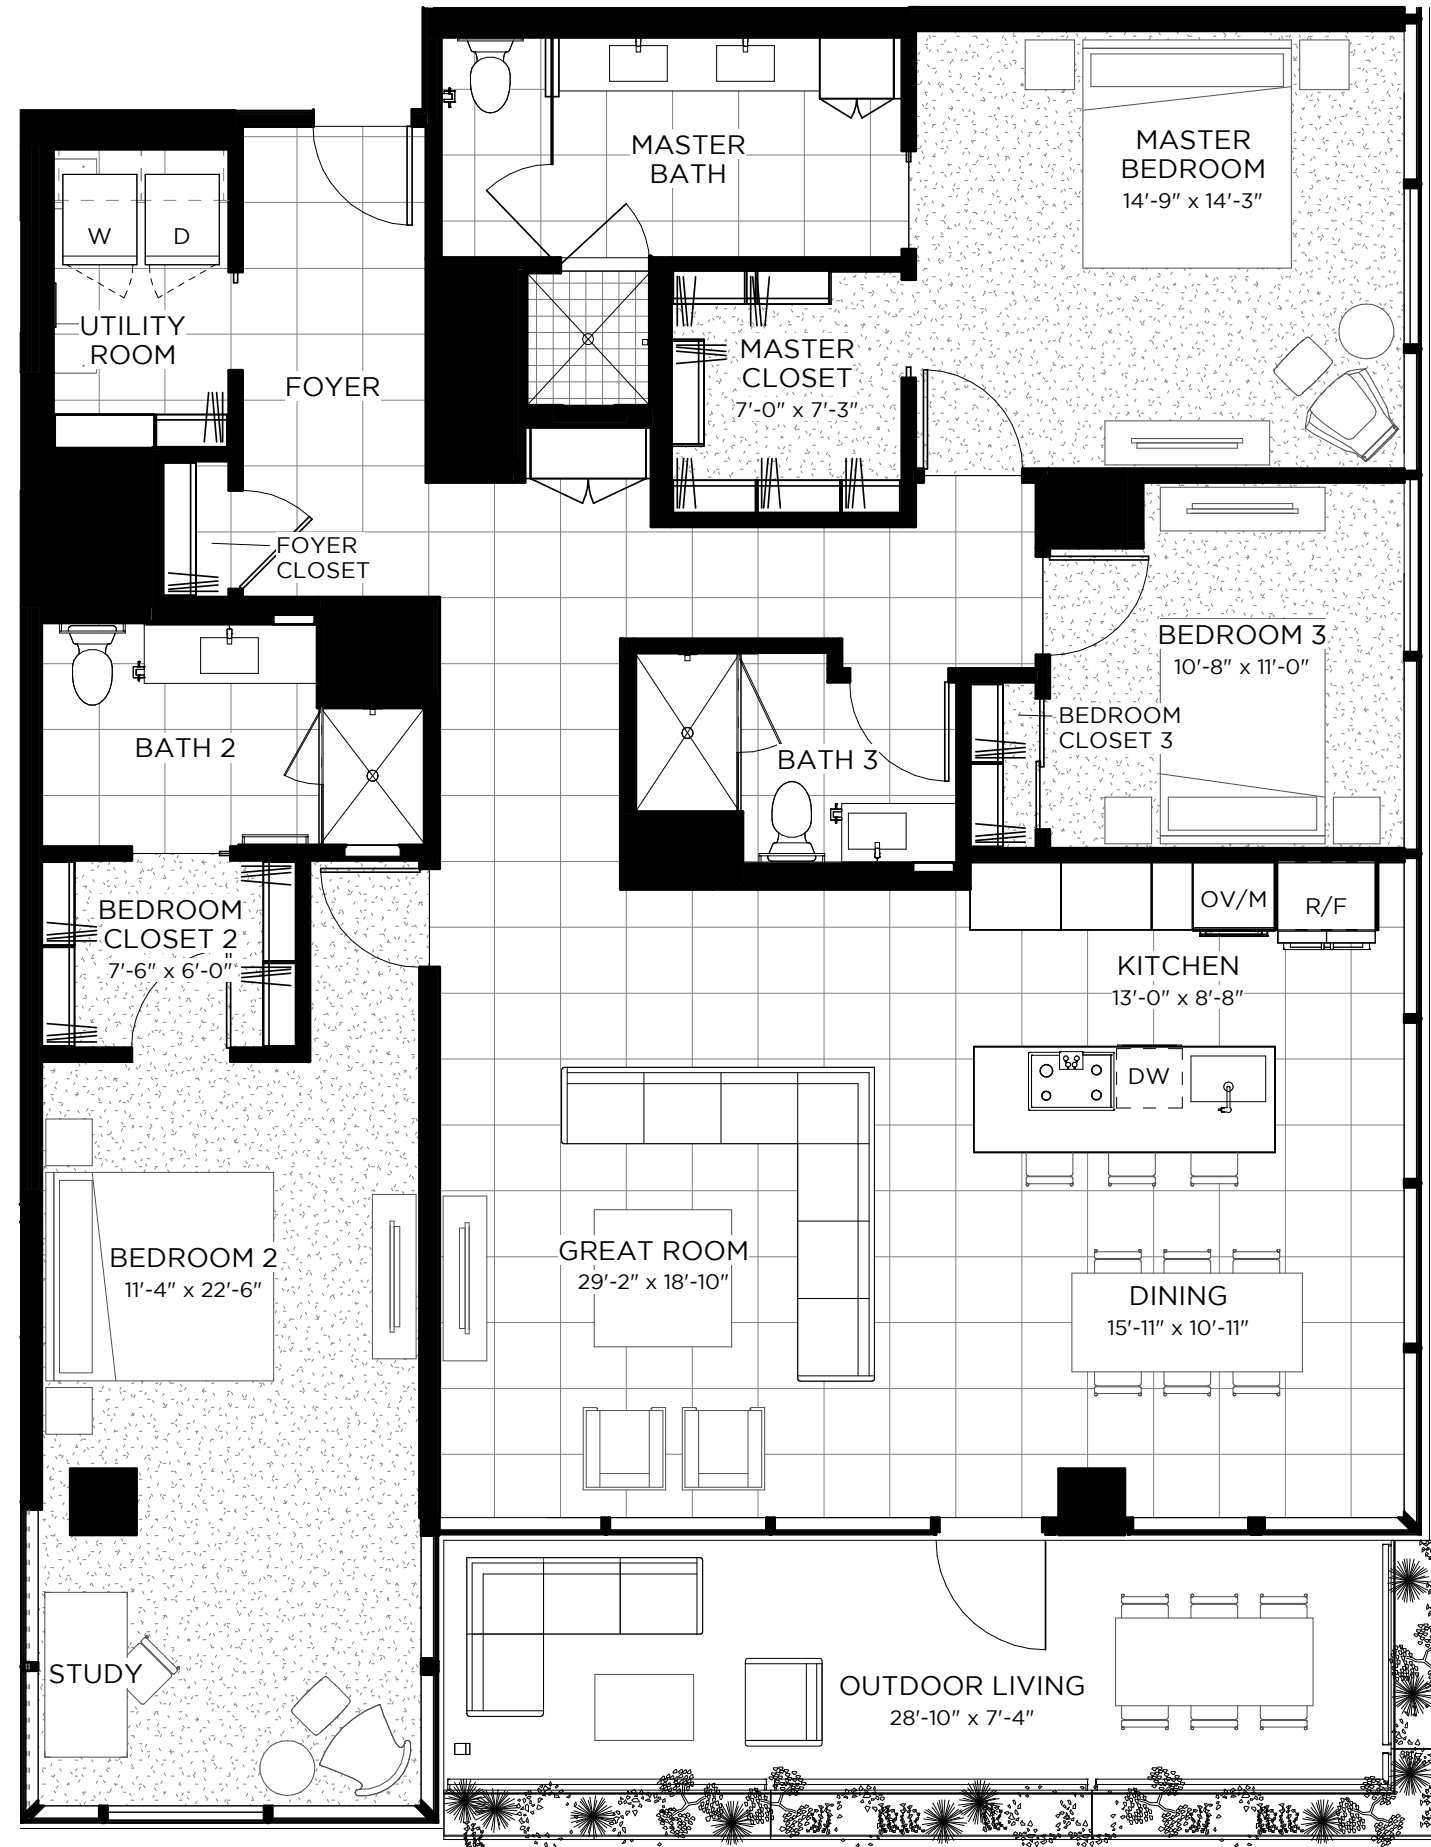 MASTER
BATH
MASTER
BEDROOM
14'-9" x 14'-3"
W
D
UTILITY
ROOM
FOYER
MASTER
CLOSET
7'-0" x 7'-3"
FOYER
CLOSET
BEDROOM 3
10'-8" x 11'-0"
BEDROOM
CLOSET 3
BATH 2
BATH 3
BEDROOM
CLOSET 2
7'-6" x 6'-0"
OV/M
R/F
KITCHEN
13'-0" x 8'-8"
DW
GREAT ROOM
29'-2" x 18'-10"
BEDROOM 2
11'-4" x 22'-6"
DINING
15'-11" x 10'-11"
STUDY
OUTDOOR LIVING
28'-10" x 7'-4"